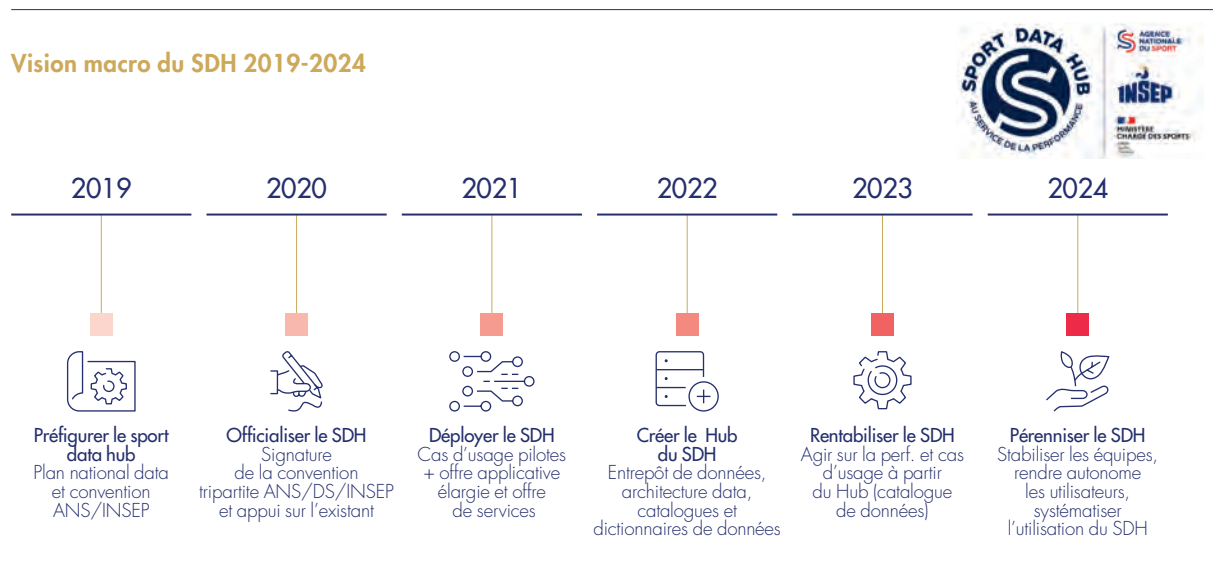 Vision macro du SDH 2019-2024
SPORT DATA HUB
AU SERVICE DE LA PERFORMANCE
AGENCE
NATIONALE
DU SPORT
INSEP
MINISTÈRE
CHARGÉ DES SPORTS
2019
2020
2021
2022
2023
2024
Préfigurer le sport
data hub
Plan national data
et convention
ANS/INSEP
Officialiser le SDH
Signature
de la convention
tripartite ANS/DS/INSEP
et appui sur l'existant
Déployer le SDH
Cas d'usage pilotes
+ offre applicative
élargie et offre
de services
Créer le Hub
du SDH
Entrepôt de données,
architecture data,
catalogues et
dictionnaires de données
Rentabiliser le SDH
Agir sur la perf. et cas
d'usage à partir
du Hub (catalogue
de données)
Pérenniser le SDH
Stabiliser les équipes,
rendre autonome
les utilisateurs,
systématiser
l'utilisation du SDH